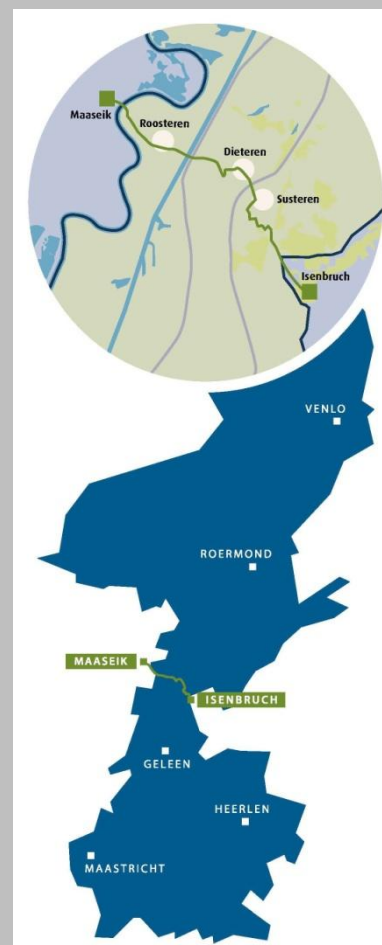 Maaseik
Roosteren
Dieteren
Susteren
Isenbruch
VENLO
ROERMOND
MAASEIK
ISENBRUCH
GELEEN
HEERLEN
MAASTRICHT